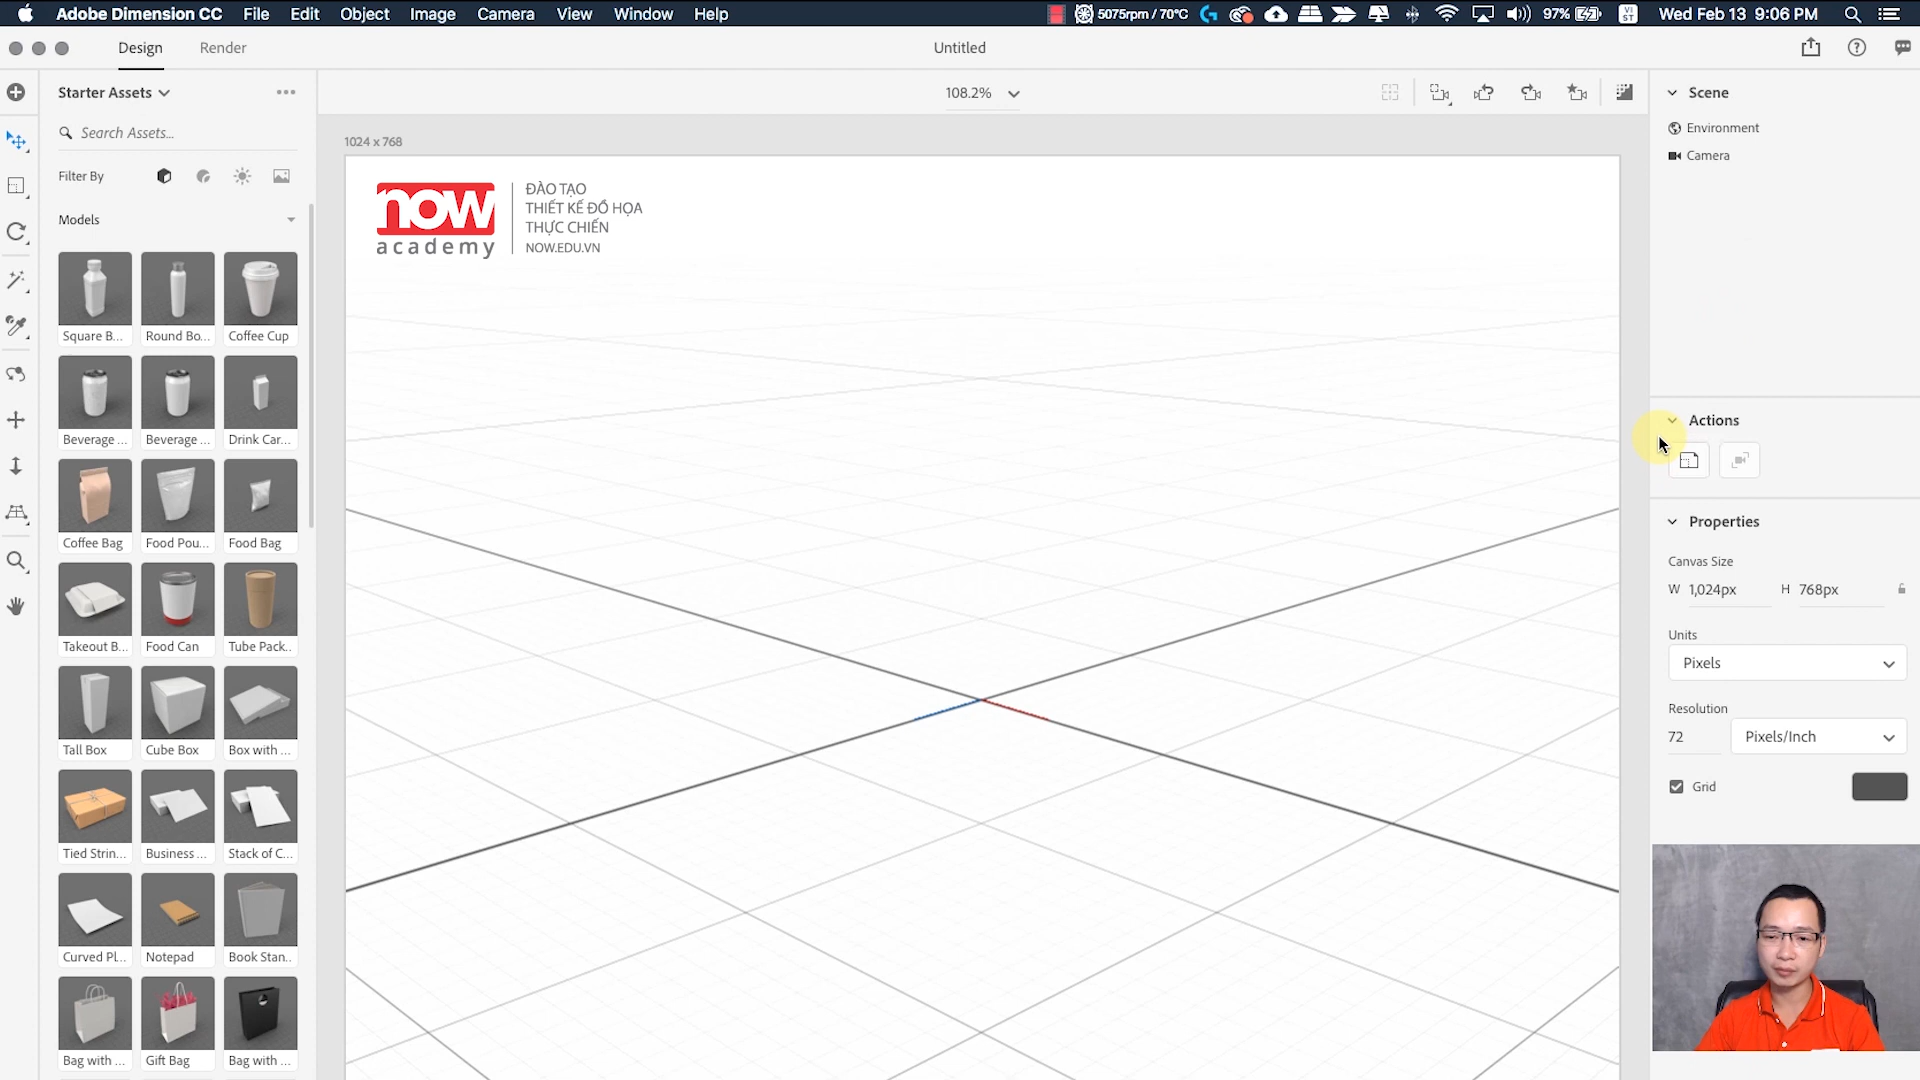 Adobe Dimension CC File Edit Object Image Camera View Window Help 5075rpm / 70°C 97% VI ST Wed Feb 13 9:06 PM
Design Render Untitled
Starter Assets
108.2%
Scene
Search Assets...
Environment
1024 x 768
Camera
Filter By
now
academy
ĐÀO TẠO
THIẾT KẾ ĐỒ HỌA
THỰC CHIẾN
NOW.EDU.VN
Models
Square B... Round Bo... Coffee Cup
Beverage ... Beverage ... Drink Car...
Coffee Bag Food Pou... Food Bag
Takeout B... Food Can Tube Pack..
Tall Box Cube Box Box with ...
Tied Strin... Business ... Stack of C...
Curved Pl... Notepad Book Stan..
Bag with ... Gift Bag Bag with ...
Actions
Properties
Canvas Size
W 1,024px H 768px
Units
Pixels
Resolution
72 Pixels/Inch
Grid